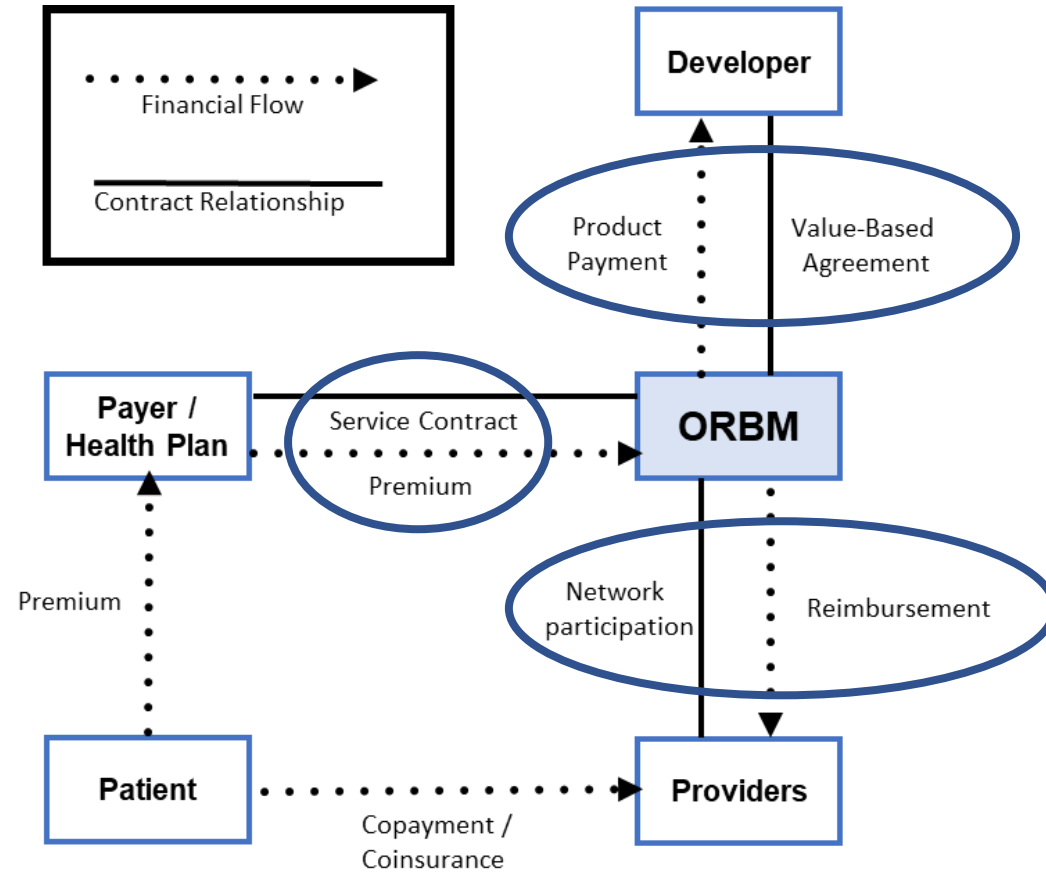 Financial Flow
Contract Relationship
Developer
Product
Payment
Value-Based
Agreement
Payer /
Health Plan
Service Contract
Premium
ORBM
Premium
Network
participation
Reimbursement
Patient
Copayment /
Coinsurance
Providers